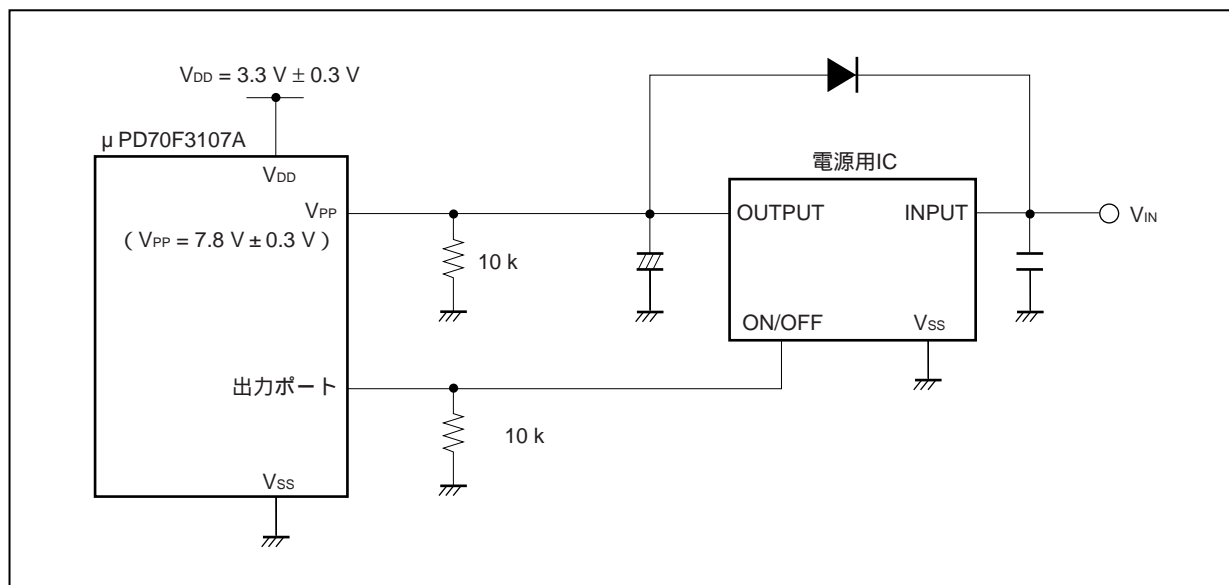 VDD = 3.3 V ± 0.3 V
μ PD70F3107A
VDD
電源用IC
VPP
OUTPUT
INPUT
VIN
( VPP = 7.8 V ± 0.3 V )
10 k
ON/OFF
VSS
出力ポート
10 k
VSS